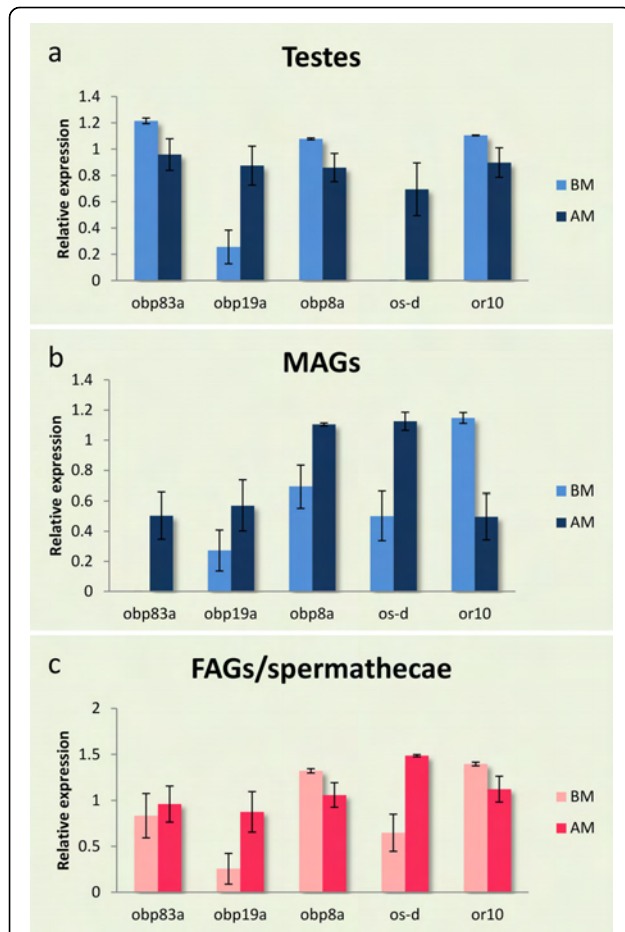 a
Testes
Relative expression
1.4
1.2
1
0.8
0.6
0.4
0.2
0
obp83a obp19a obp8a os-d or10
BM
AM
b
MAGs
Relative expression
1.4
1.2
1
0.8
0.6
0.4
0.2
0
obp83a obp19a obp8a os-d or10
BM
AM
c
FAGs/spermathecae
Relative expression
2
1.5
1
0.5
0
obp83a obp19a obp8a os-d or10
BM
AM